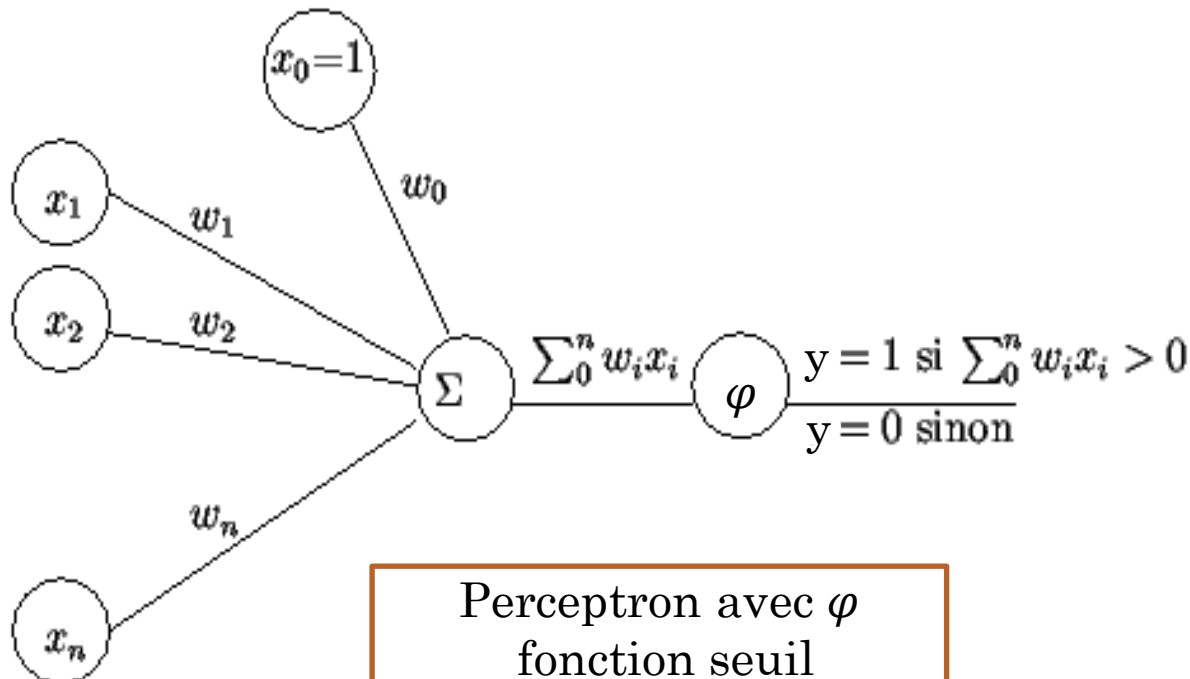 x₀=1
x₁
w₁
w₀
x₂
w₂
Σ
∑₀ⁿ wᵢxᵢ
φ
y = 1 si ∑₀ⁿ wᵢxᵢ > 0
y = 0 sinon
wₙ
xₙ
Perceptron avec φ
fonction seuil